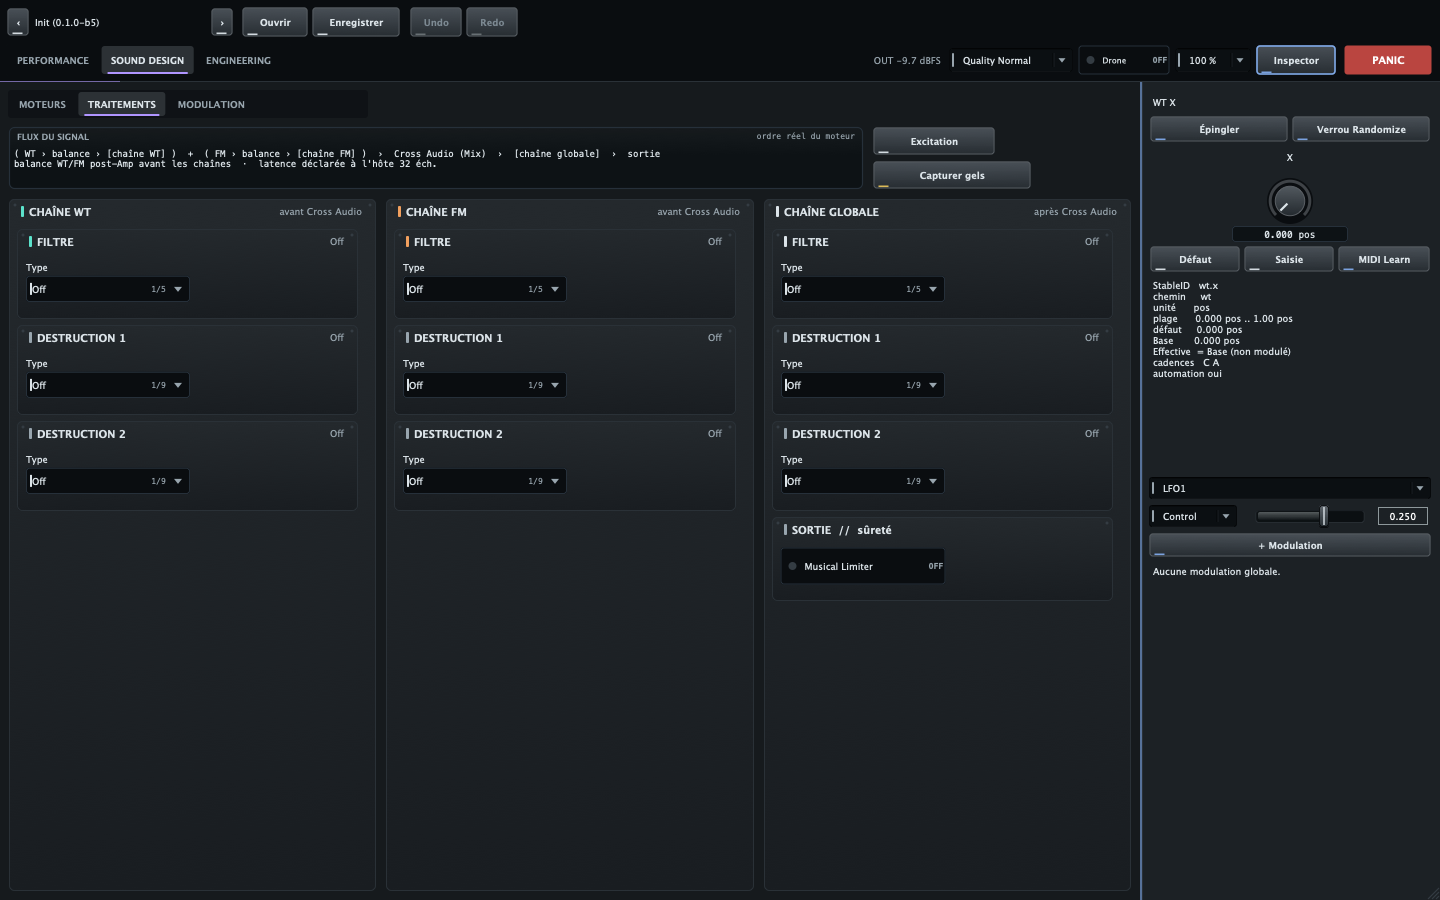 ‹ Init (0.1.0-b5) › Ouvrir Enregistrer Undo Redo
PERFORMANCE SOUND DESIGN ENGINEERING OUT -9.7 dBFS Quality Normal Drone OFF 100 % Inspector PANIC
MOTEURS TRAITEMENTS MODULATION
FLUX DU SIGNAL ordre réel du moteur
( WT › balance › [chaîne WT] ) + ( FM › balance › [chaîne FM] ) › Cross Audio (Mix) › [chaîne globale] › sortie
balance WT/FM post-Amp avant les chaînes · latence déclarée à l'hôte 32 éch.
Excitation
Capturer gels
CHAÎNE WT avant Cross Audio
FILTRE Off
Type
Off 1/5
DESTRUCTION 1 Off
Type
Off 1/9
DESTRUCTION 2 Off
Type
Off 1/9
CHAÎNE FM avant Cross Audio
FILTRE Off
Type
Off 1/5
DESTRUCTION 1 Off
Type
Off 1/9
DESTRUCTION 2 Off
Type
Off 1/9
CHAÎNE GLOBALE après Cross Audio
FILTRE Off
Type
Off 1/5
DESTRUCTION 1 Off
Type
Off 1/9
DESTRUCTION 2 Off
Type
Off 1/9
SORTIE // sûreté
Musical Limiter OFF
WT X
Épingler Verrou Randomize
X
0.000 pos
Défaut Saisie MIDI Learn
StableID wt.x
chemin wt
unité pos
plage 0.000 pos .. 1.00 pos
défaut 0.000 pos
Base 0.000 pos
Effective = Base (non modulé)
cadences C A
automation oui
LFO1
Control 0.250
+ Modulation
Aucune modulation globale.